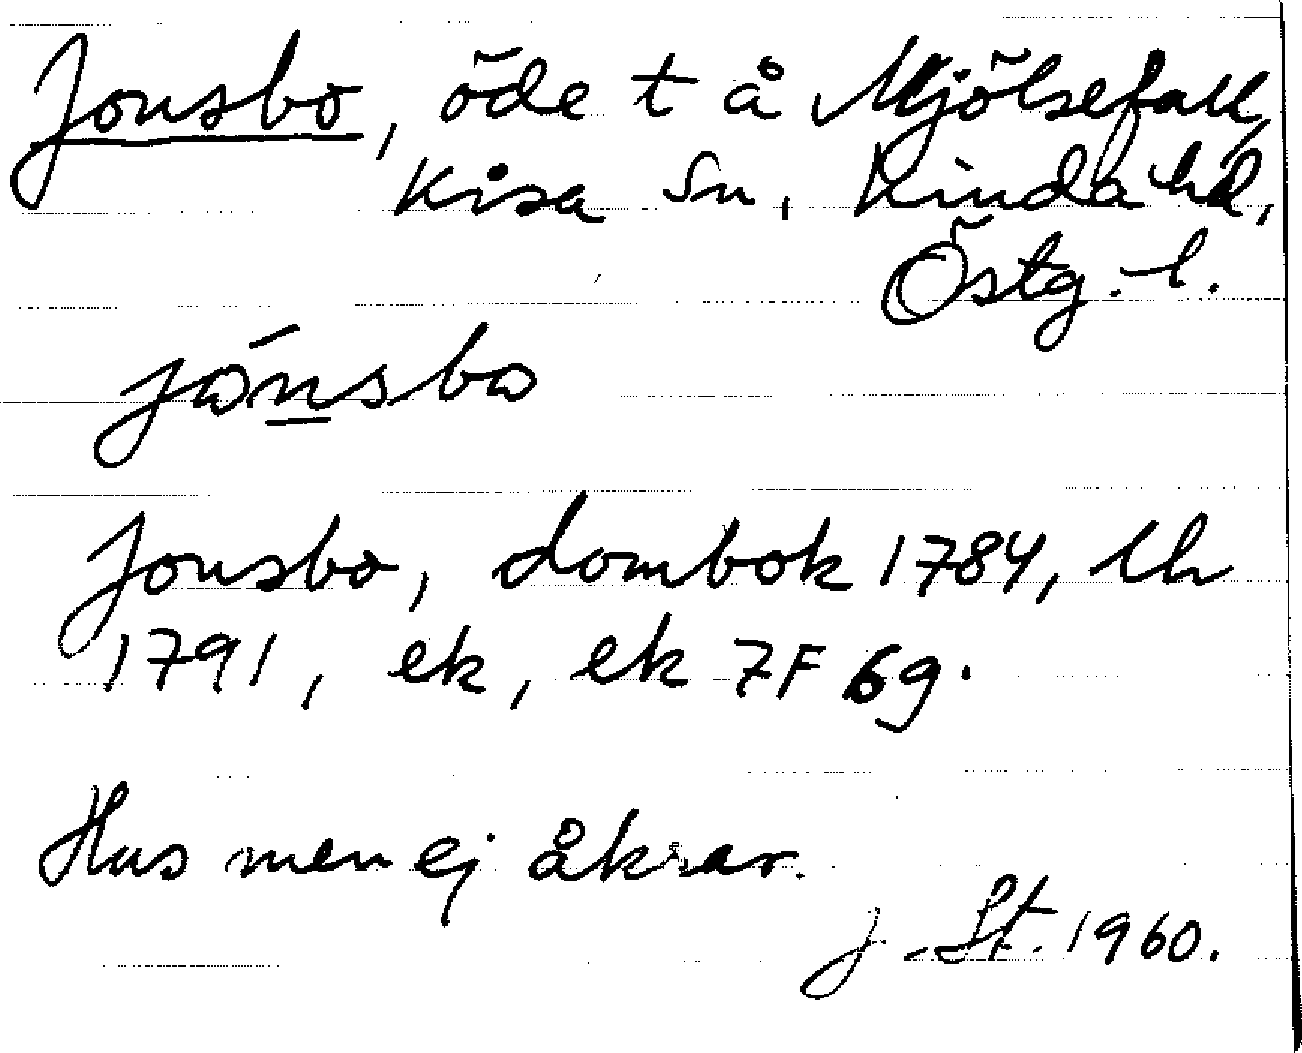 Jonsbo, öde t å Mjölsefall,
Kisa sn, Kinda hd,
Östg. l.
jónsbo
Jonsbo, dombok 1784, lh
1791, ek, ek 7F 69.
Hus men ej åkrar.
J. St. 1960.